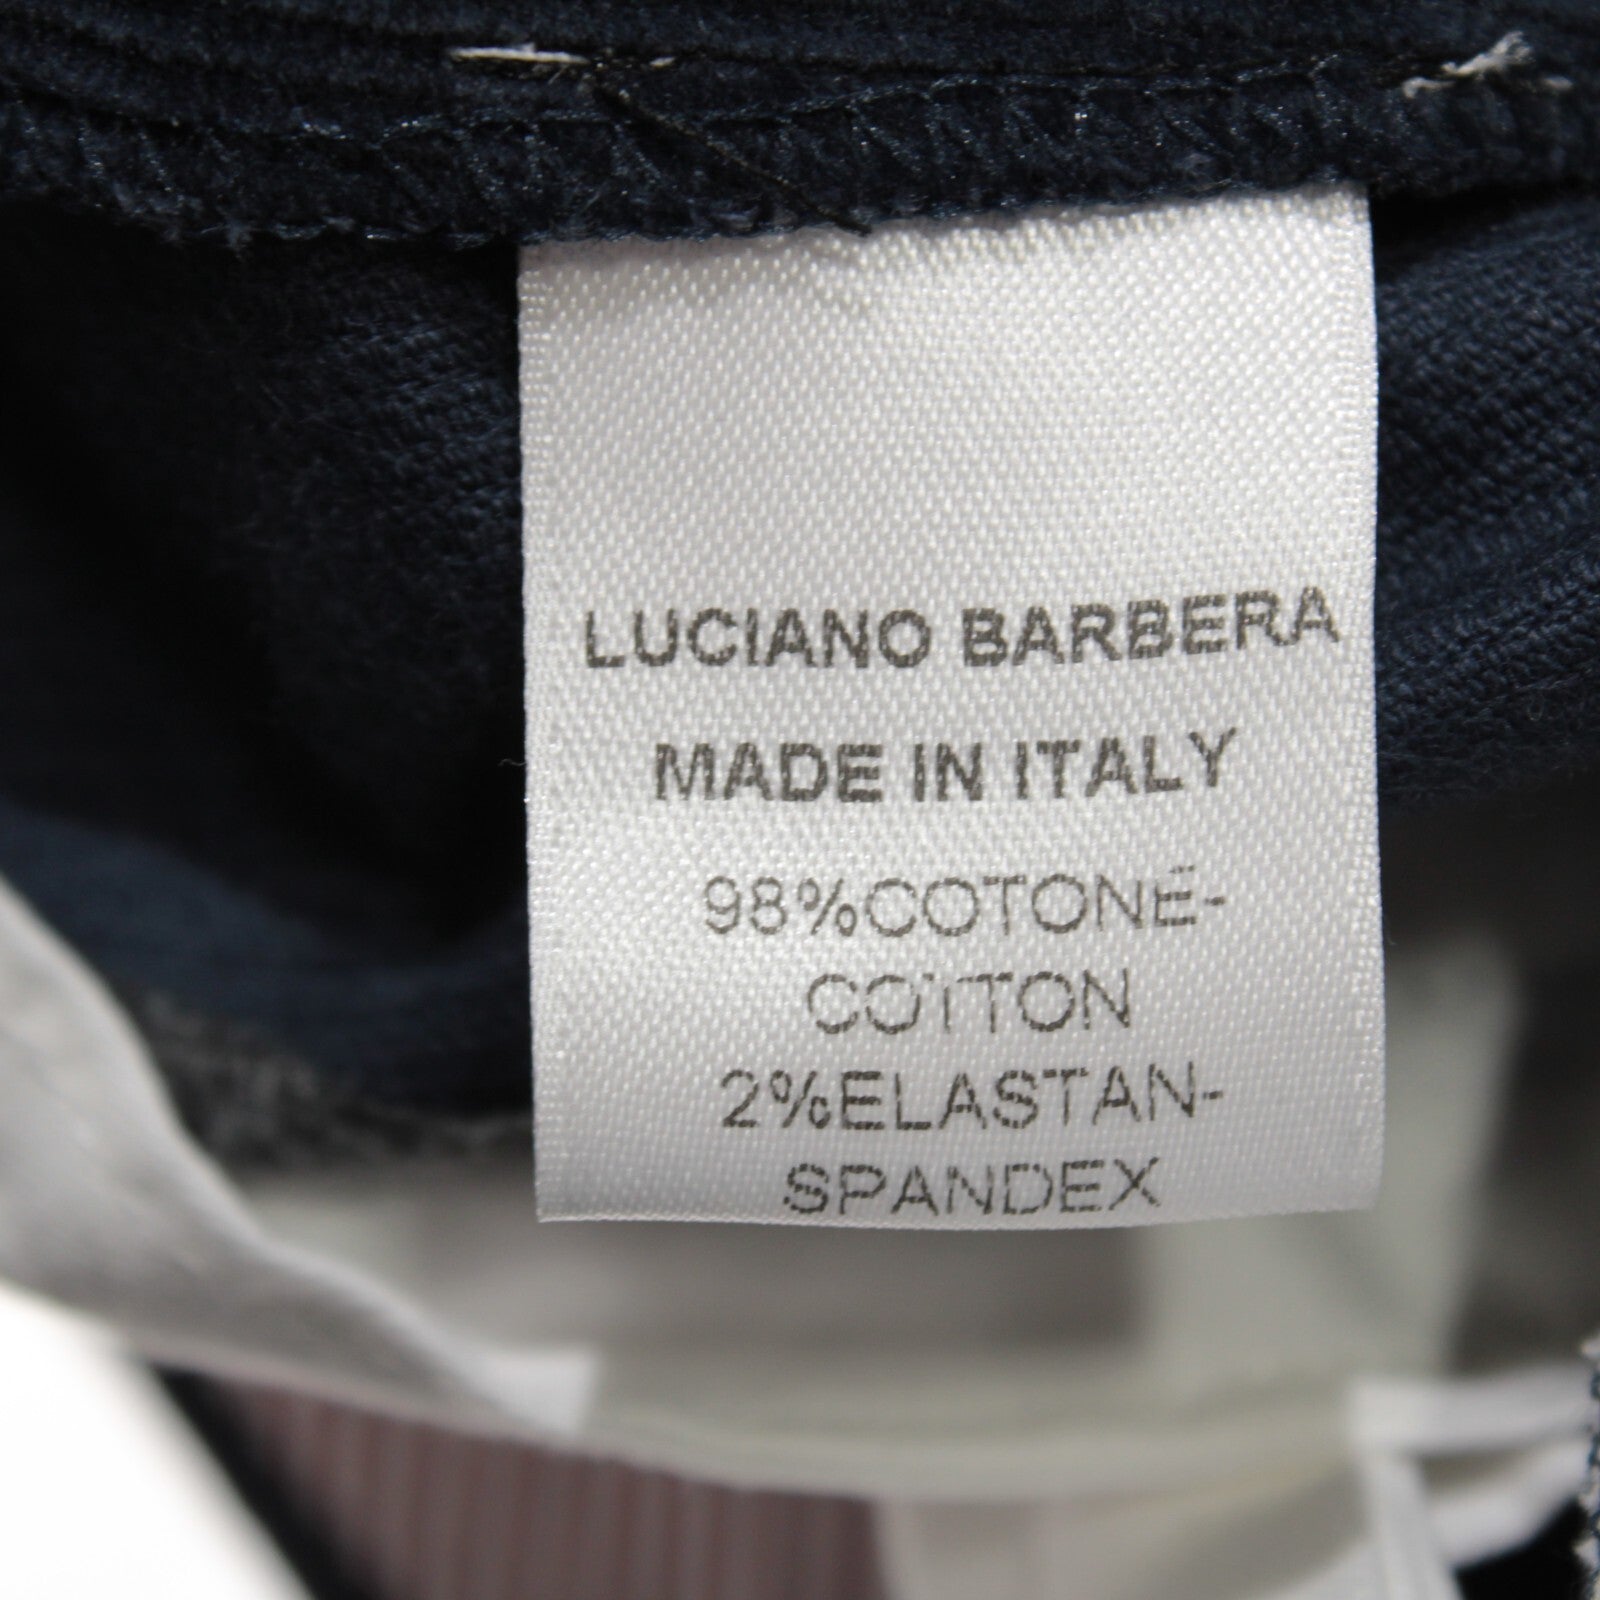 LUCIANO BARBERA
MADE IN ITALY
98%COTONE-
COTTON
2%ELASTAN-
SPANDEX